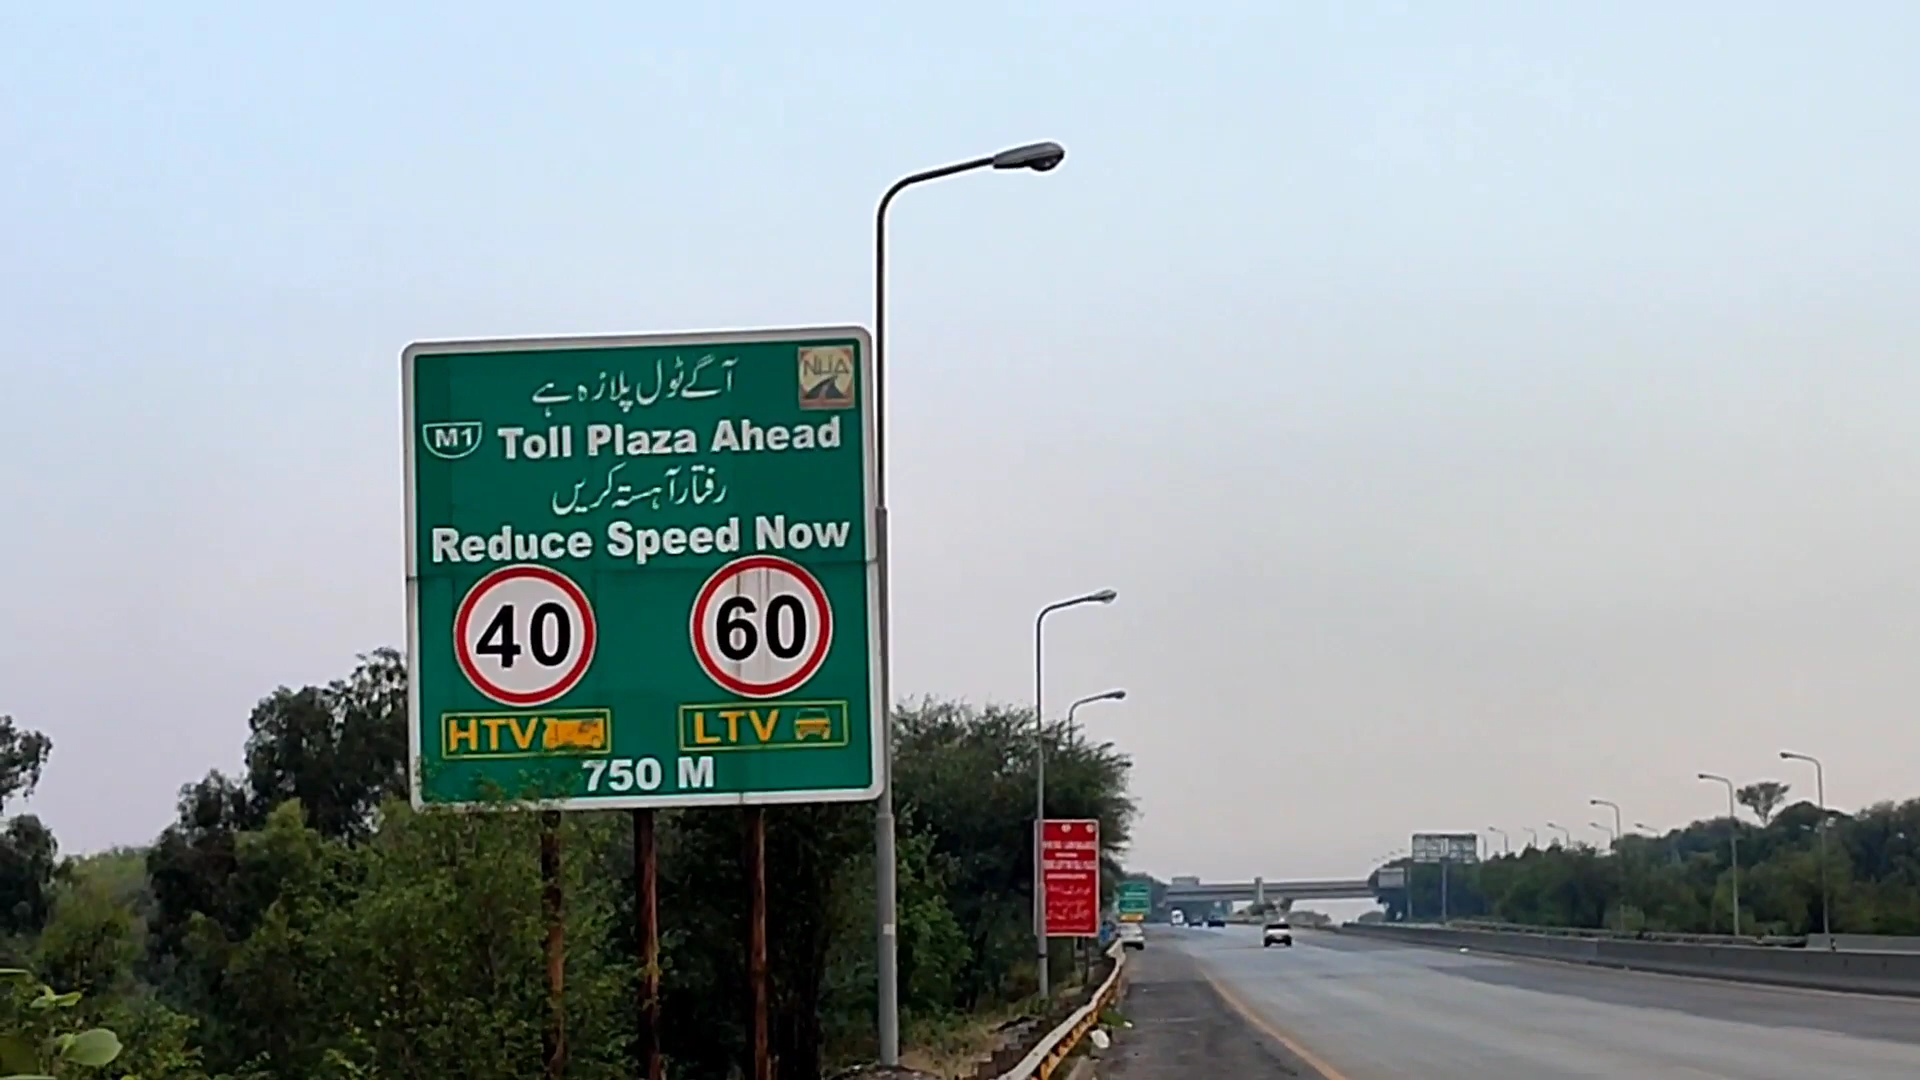 آگے ٹول پلازہ ہے
NHA
M1 Toll Plaza Ahead
رفتار آہستہ کریں
Reduce Speed Now
40 60
HTV LTV
750 M